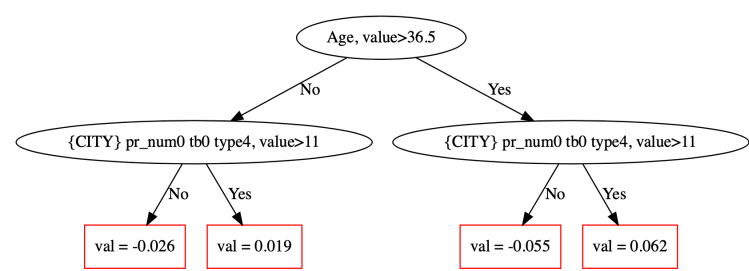 Age, value>36.5
No
Yes
{CITY} pr_num0 tb0 type4, value>11
{CITY} pr_num0 tb0 type4, value>11
No
Yes
No
Yes
val = -0.026
val = 0.019
val = -0.055
val = 0.062